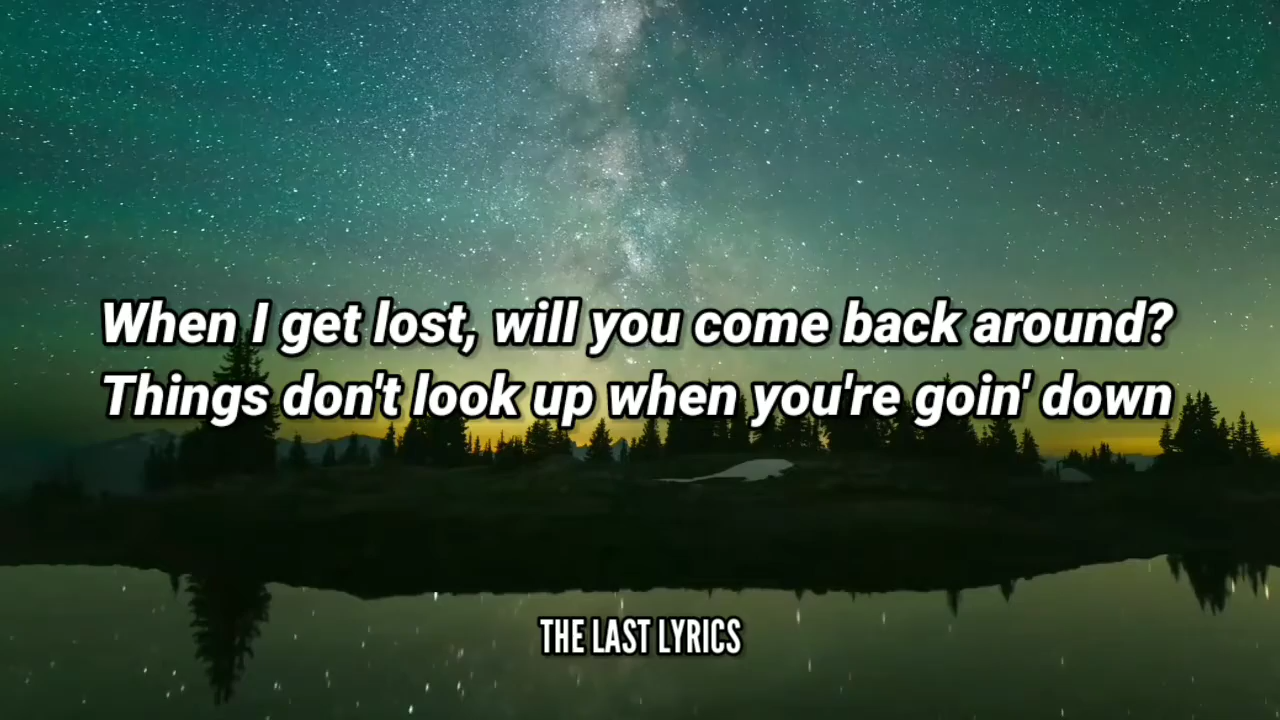 When I get lost, will you come back around?
Things don't look up when you're goin' down
THE LAST LYRICS